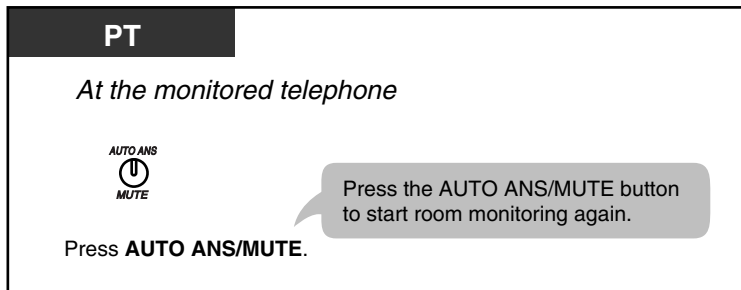 PT
At the monitored telephone
AUTO ANS
MUTE
Press the AUTO ANS/MUTE button
to start room monitoring again.
Press AUTO ANS/MUTE.